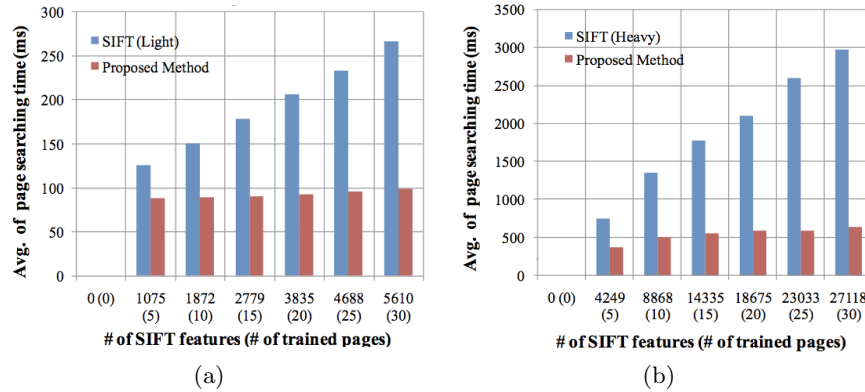 Avg. of page searching time (ms)
300
250
200
150
100
50
0
SIFT (Light)
Proposed Method
0 (0) 1075 1872 2779 3835 4688 5610
(5) (10) (15) (20) (25) (30)
# of SIFT features (# of trained pages)
(a)
Avg. of page searching time (ms)
3500
3000
2500
2000
1500
1000
500
0
SIFT (Heavy)
Proposed Method
0 (0) 4249 8868 14335 18675 23033 27118
(5) (10) (15) (20) (25) (30)
# of SIFT features (# of trained pages)
(b)